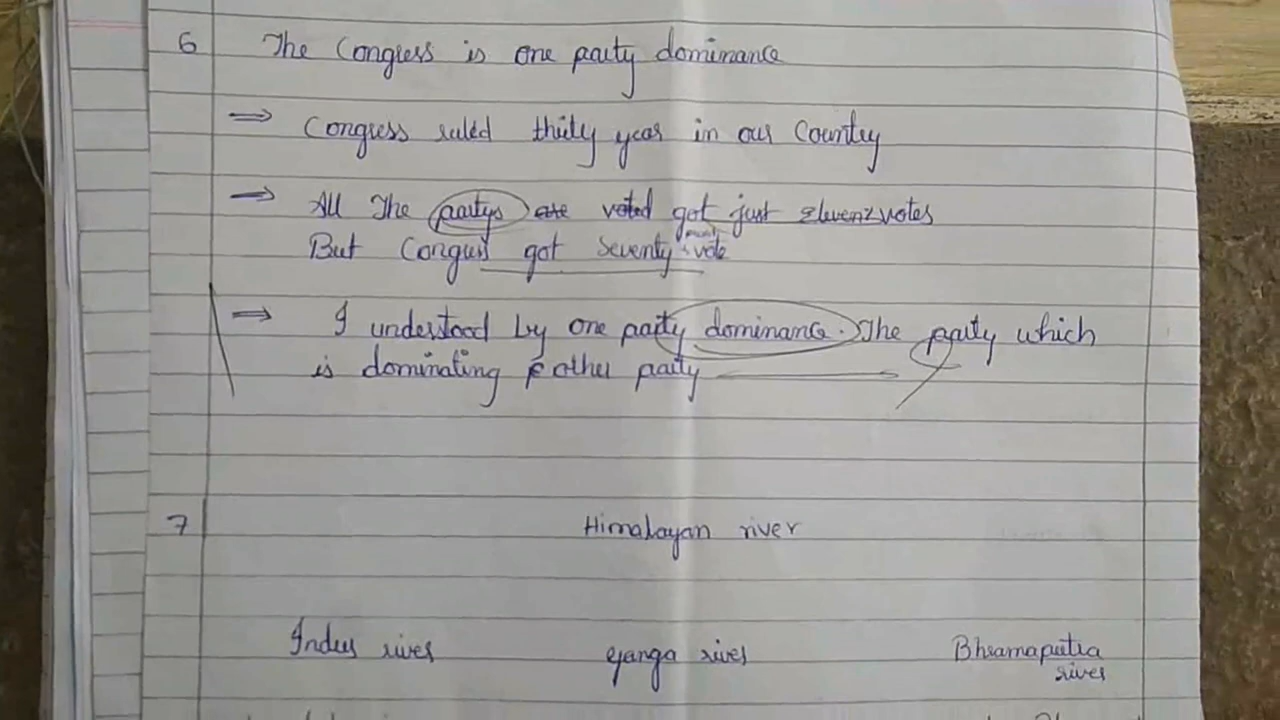 6 The Congress is one party dominance
⇒ Congress ruled thirty year in our Country
⇒ All The partys are voted got just eleven votes
But Congress got seventy vote
⇒ I understood by one party dominance. The party which
is dominating other party
7 Himalayan river
Indus river Ganga river Bhramaputra
river